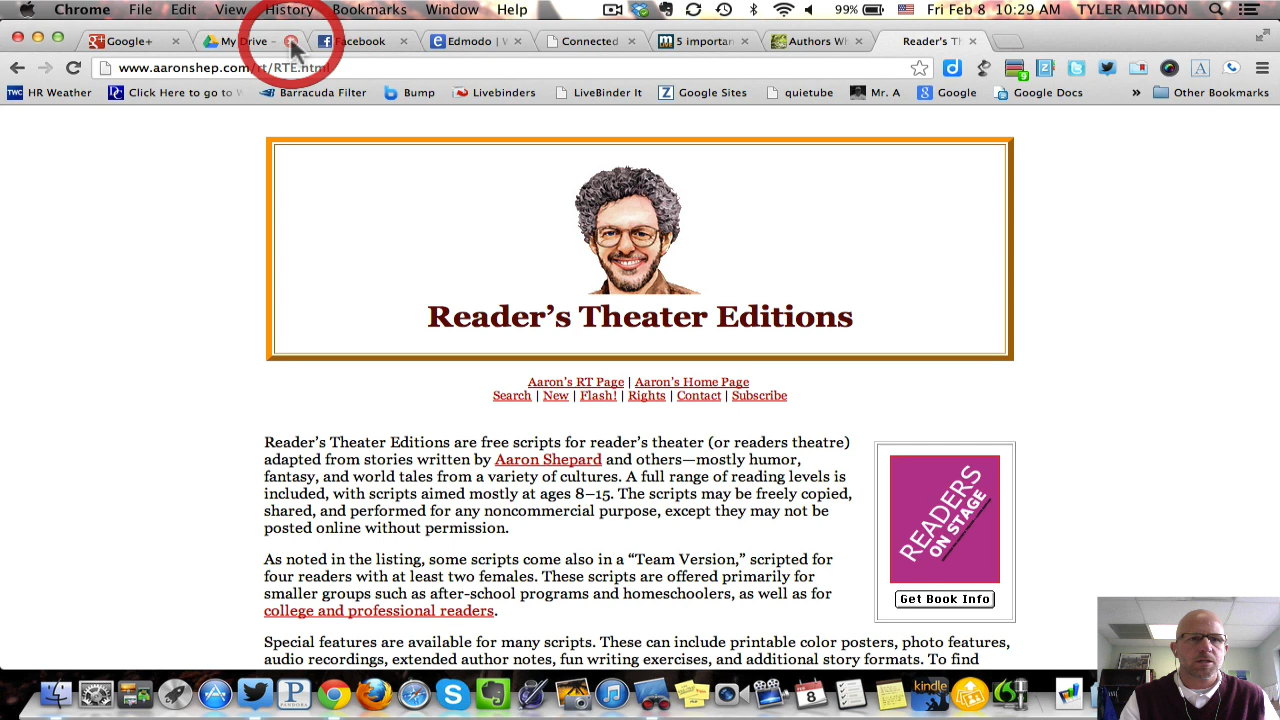 Chrome File Edit View History Bookmarks Window Help 99% Fri Feb 8 10:29 AM TYLER AMIDON
Google+ My Drive - Facebook Edmodo | W Connected 5 importan Authors Wh Reader's Th
www.aaronshep.com/rt/RTE.html
HR Weather Click Here to go to W Barracuda Filter Bump Livebinders LiveBinder It Google Sites quietube Mr. A Google Google Docs » Other Bookmarks
Reader's Theater Editions
Aaron's RT Page | Aaron's Home Page
Search | New | Flash! | Rights | Contact | Subscribe
Reader's Theater Editions are free scripts for reader's theater (or readers theatre)
adapted from stories written by Aaron Shepard and others—mostly humor,
fantasy, and world tales from a variety of cultures. A full range of reading levels is
included, with scripts aimed mostly at ages 8–15. The scripts may be freely copied,
shared, and performed for any noncommercial purpose, except they may not be
posted online without permission.
READERS
ON STAGE
Get Book Info
As noted in the listing, some scripts come also in a “Team Version,” scripted for
four readers with at least two females. These scripts are offered primarily for
smaller groups such as after-school programs and homeschoolers, as well as for
college and professional readers.
Special features are available for many scripts. These can include printable color posters, photo features,
audio recordings, extended author notes, fun writing exercises, and additional story formats. To find
kindle